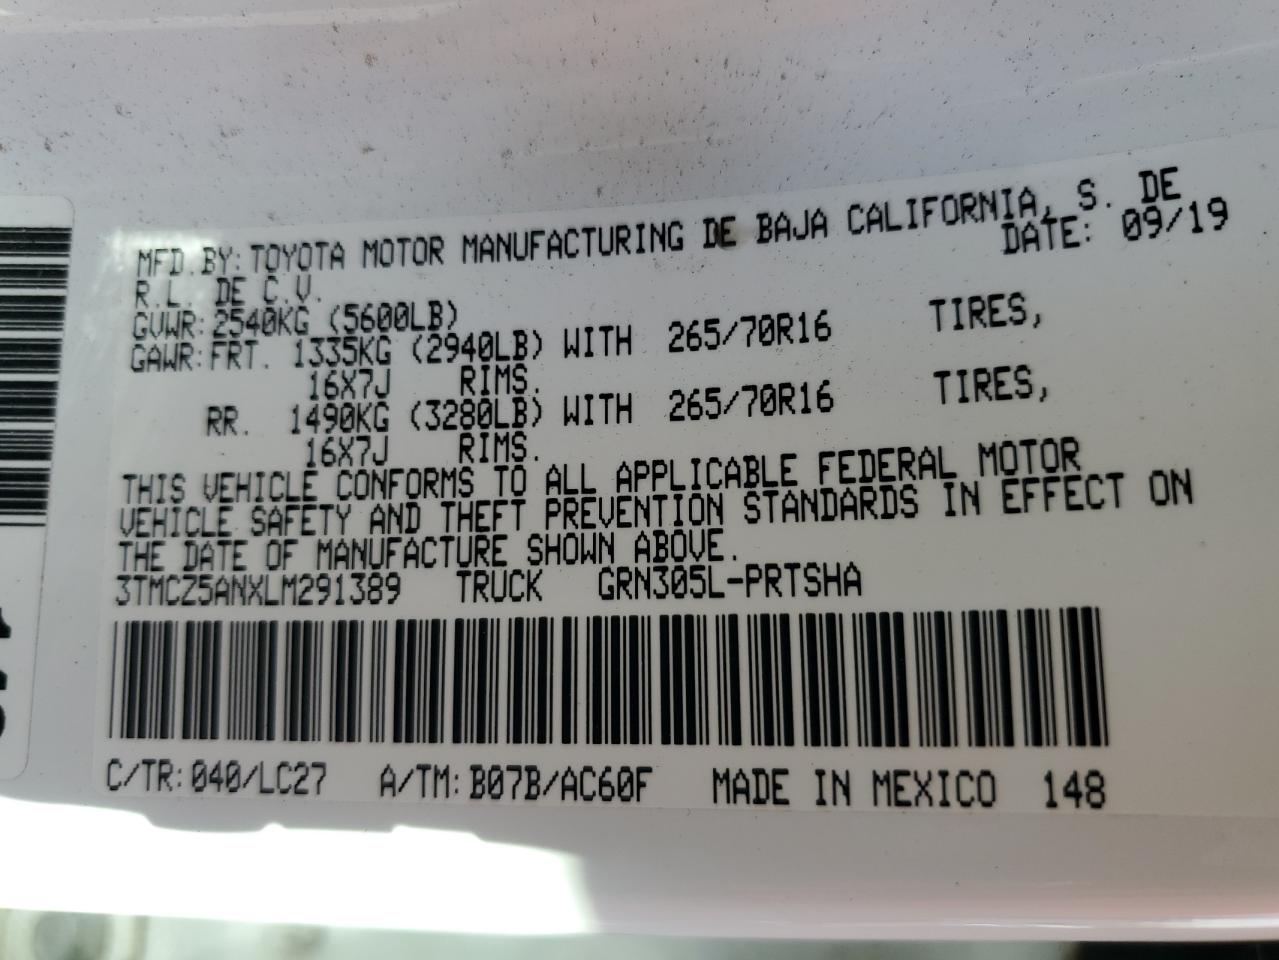 MFD.BY:TOYOTA MOTOR MANUFACTURING DE BAJA CALIFORNIA, S. DE
R.L. DE C.V. DATE: 09/19
GVWR:2540KG (5600LB)
GAWR:FRT. 1335KG (2940LB) WITH 265/70R16 TIRES,
16X7J RIMS.
RR. 1490KG (3280LB) WITH 265/70R16 TIRES,
16X7J RIMS.
THIS VEHICLE CONFORMS TO ALL APPLICABLE FEDERAL MOTOR
VEHICLE SAFETY AND THEFT PREVENTION STANDARDS IN EFFECT ON
THE DATE OF MANUFACTURE SHOWN ABOVE.
3TMCZ5ANXLM291389 TRUCK GRN305L-PRTSHA
C/TR:040/LC27 A/TM:B07B/AC60F MADE IN MEXICO 148